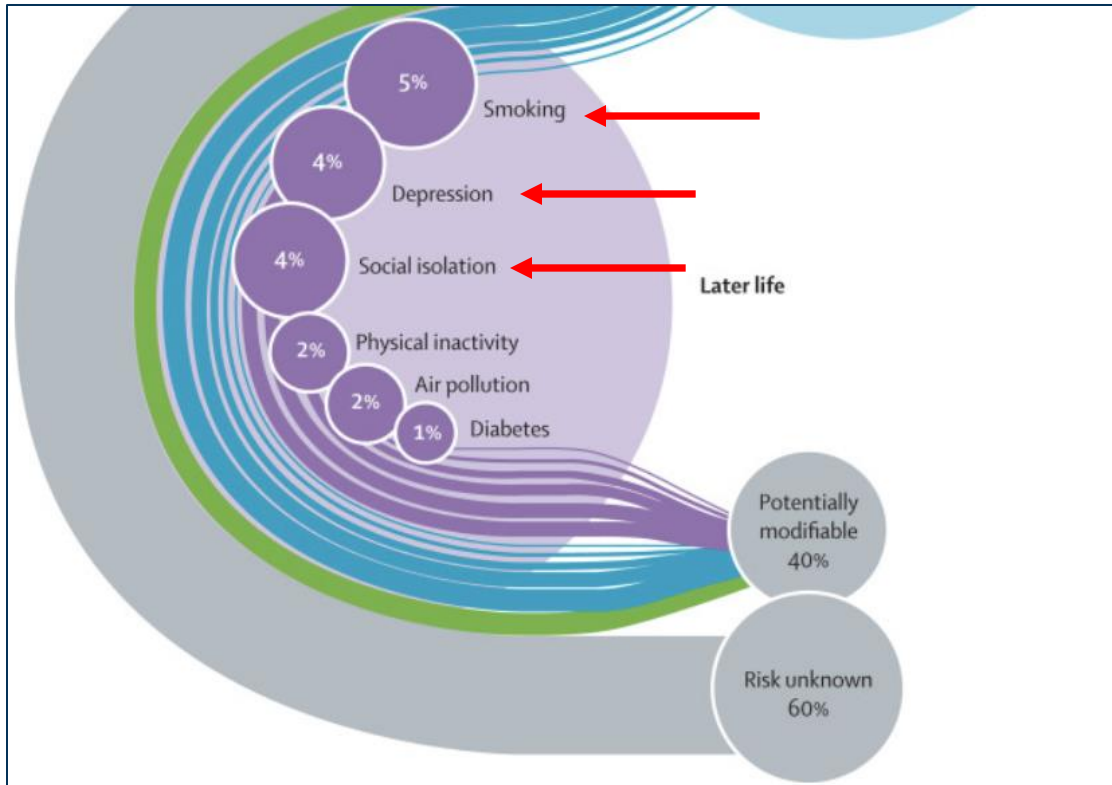 5%
Smoking
4%
Depression
4%
Social isolation
Later life
2%
Physical inactivity
2%
Air pollution
1%
Diabetes
Potentially
modifiable
40%
Risk unknown
60%